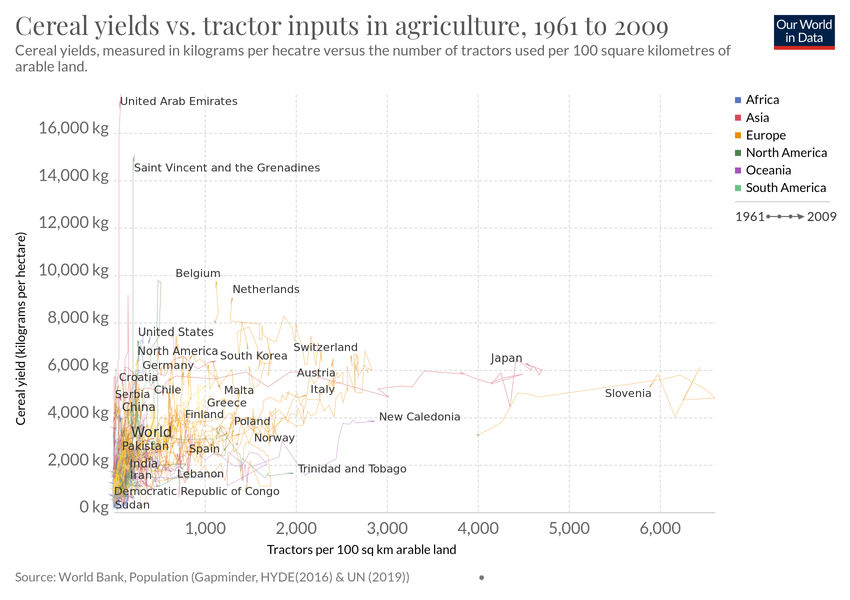 Cereal yields vs. tractor inputs in agriculture, 1961 to 2009
Cereal yields, measured in kilograms per hecatre versus the number of tractors used per 100 square kilometres of
arable land.
Our World
in Data
United Arab Emirates
16,000 kg
Saint Vincent and the Grenadines
14,000 kg
12,000 kg
10,000 kg
Belgium
Netherlands
8,000 kg
United States
North America
South Korea
Switzerland
Japan
6,000 kg
Germany
Croatia
Austria
Serbia
Chile
Malta
Italy
Slovenia
China
Greece
4,000 kg
Finland
Poland
New Caledonia
World
Norway
Pakistan
Spain
2,000 kg
India
Iran
Lebanon
Trinidad and Tobago
Democratic Republic of Congo
0 kg
Sudan
1,000
2,000
3,000
4,000
5,000
6,000
Cereal yield (kilograms per hectare)
Tractors per 100 sq km arable land
Africa
Asia
Europe
North America
Oceania
South America
1961 2009
Source: World Bank, Population (Gapminder, HYDE(2016) & UN (2019))